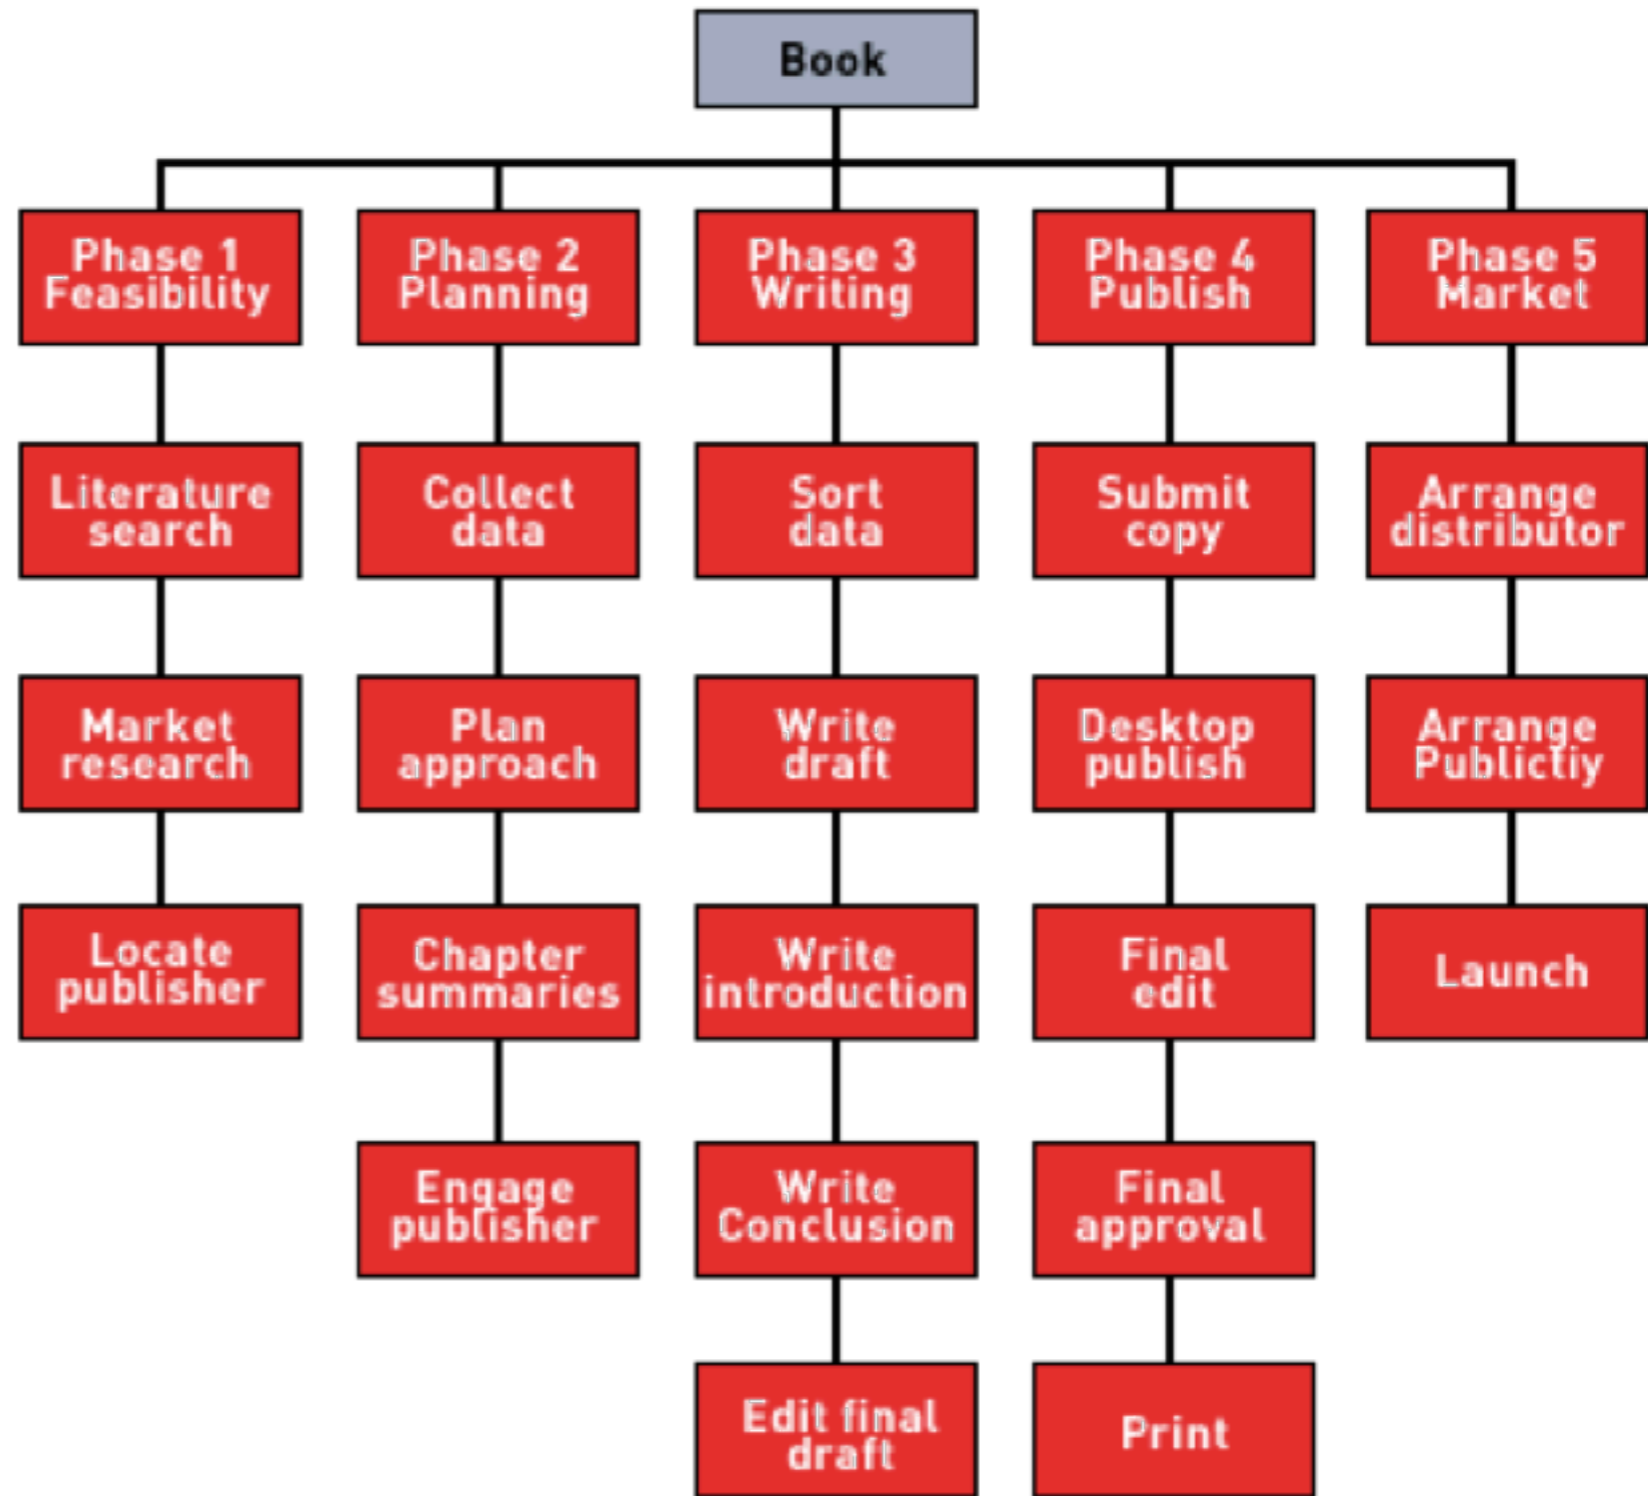 Book
Phase 1
Feasibility
Phase 2
Planning
Phase 3
Writing
Phase 4
Publish
Phase 5
Market
Literature
search
Collect
data
Sort
data
Submit
copy
Arrange
distributor
Market
research
Plan
approach
Write
draft
Desktop
publish
Arrange
Publictiy
Locate
publisher
Chapter
summaries
Write
introduction
Final
edit
Launch
Engage
publisher
Write
Conclusion
Final
approval
Edit final
draft
Print